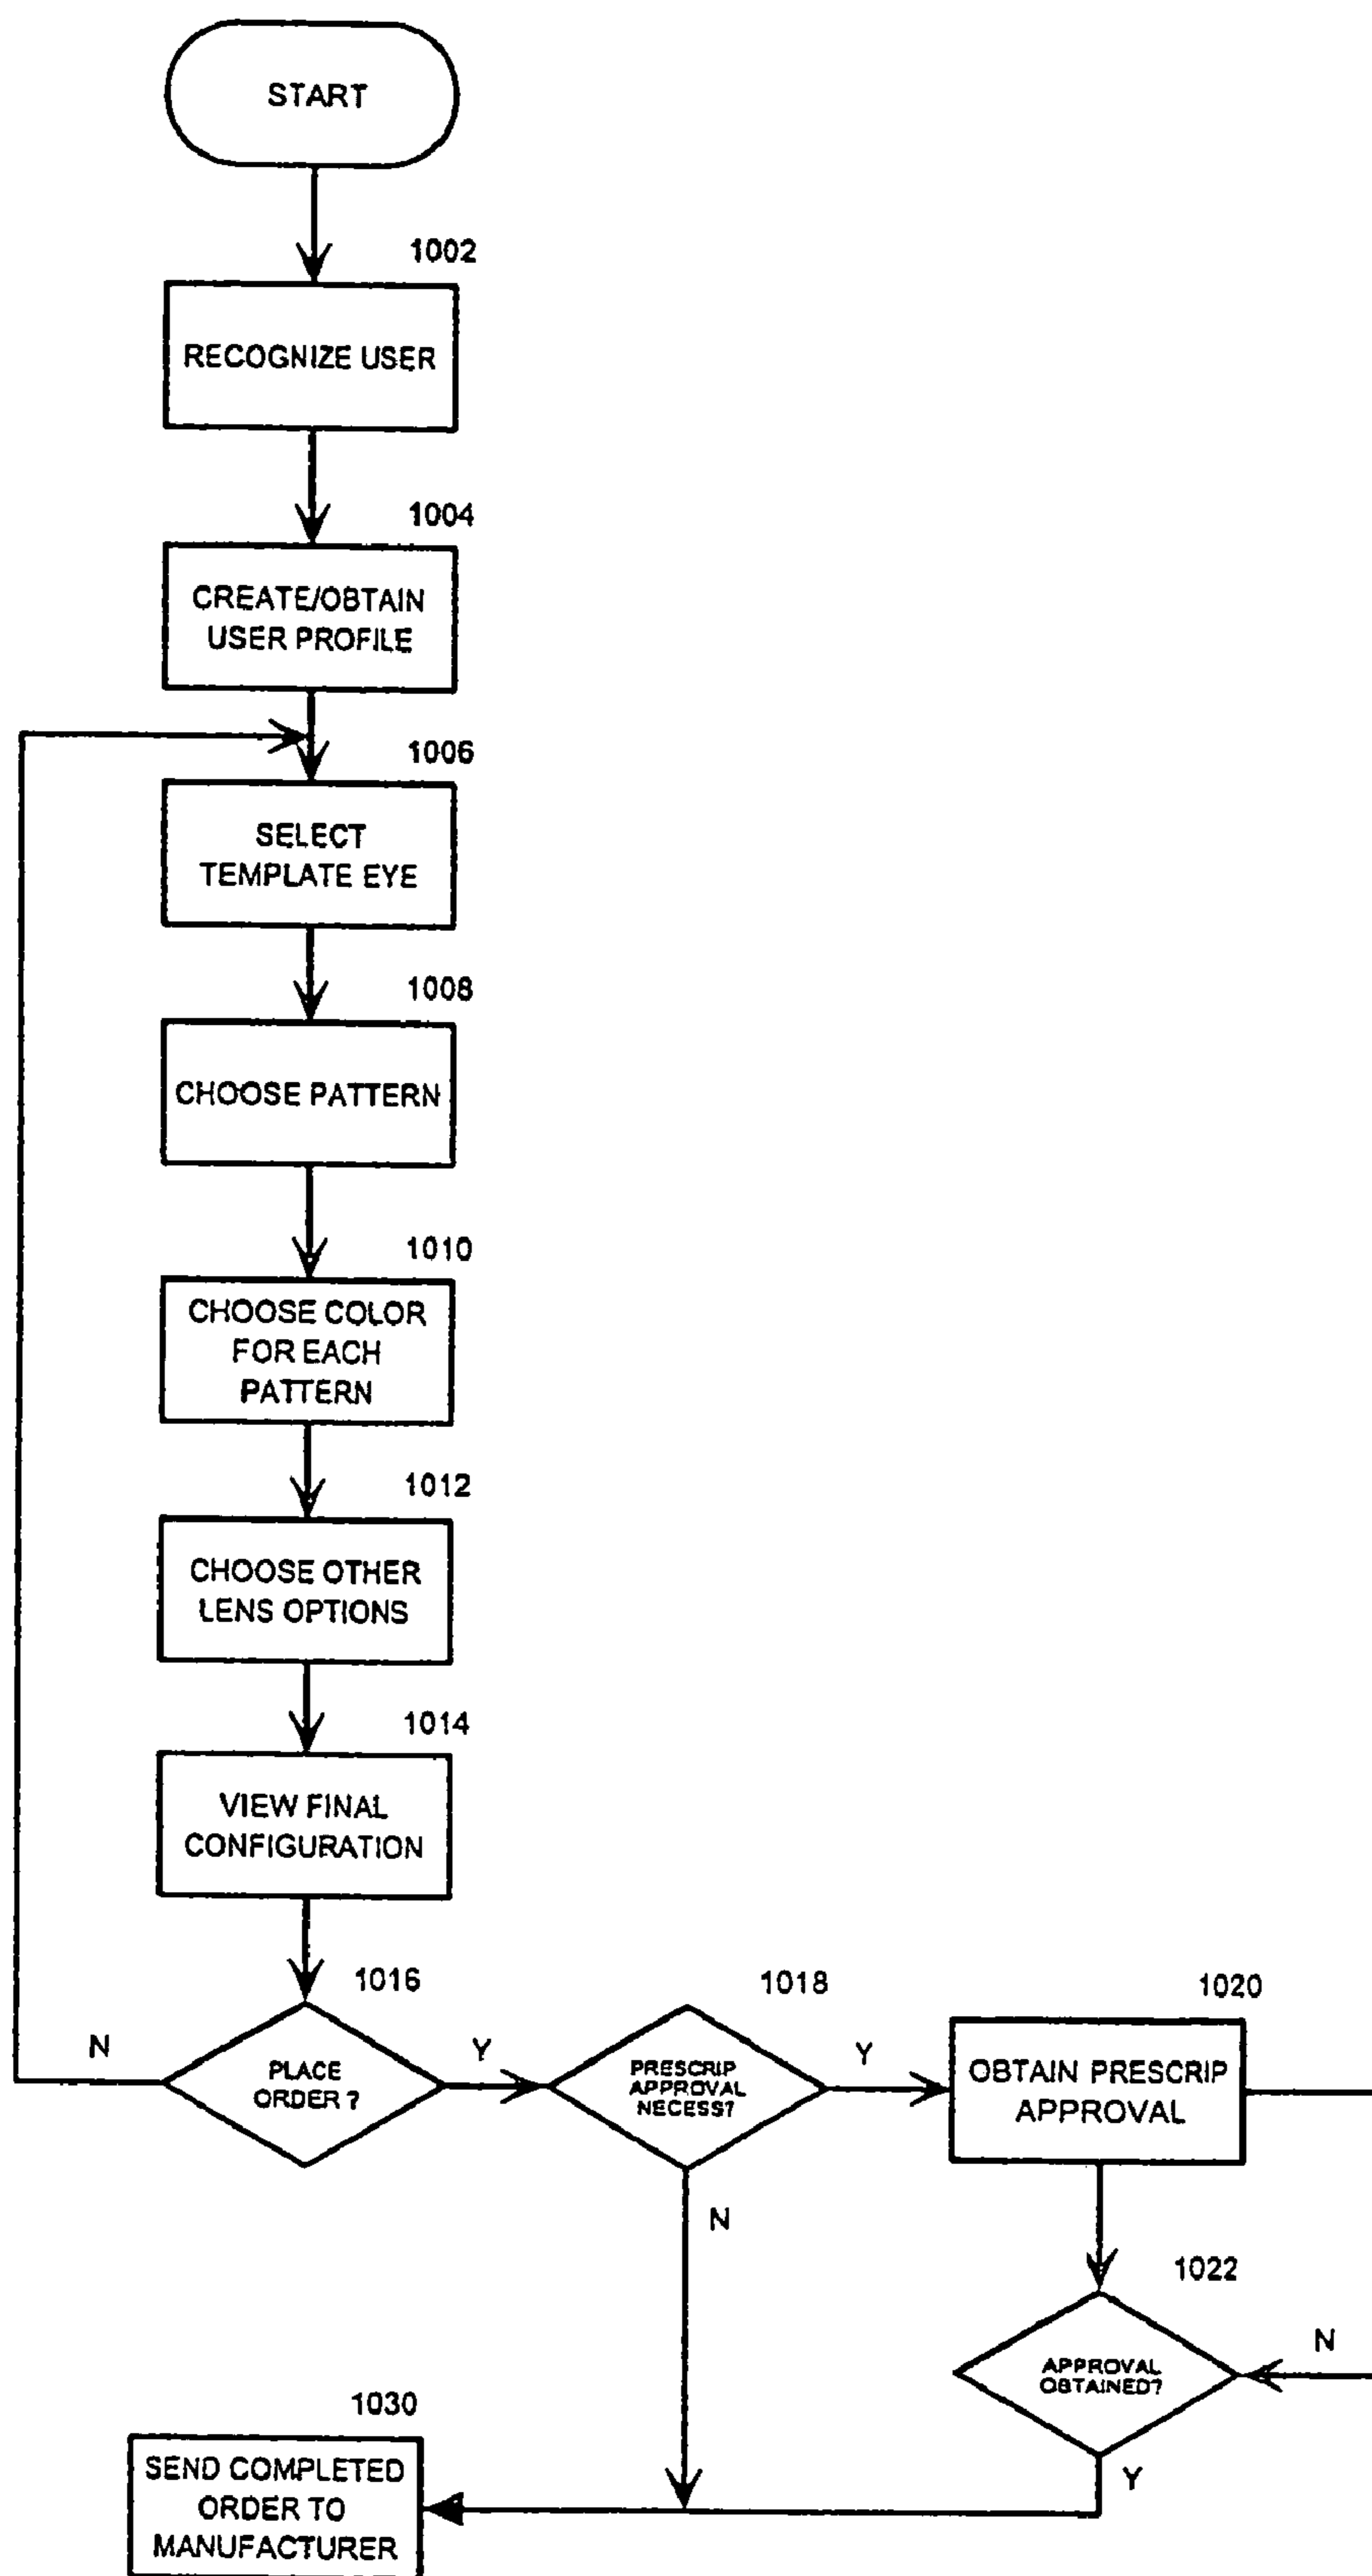 START
1002
RECOGNIZE USER
1004
CREATE/OBTAIN
USER PROFILE
1006
SELECT
TEMPLATE EYE
1008
CHOOSE PATTERN
1010
CHOOSE COLOR
FOR EACH
PATTERN
1012
CHOOSE OTHER
LENS OPTIONS
1014
VIEW FINAL
CONFIGURATION
1016
PLACE
ORDER ?
N
Y
1018
PRESCRIP
APPROVAL
NECESS?
Y
N
1020
OBTAIN PRESCRIP
APPROVAL
1022
APPROVAL
OBTAINED?
N
Y
1030
SEND COMPLETED
ORDER TO
MANUFACTURER